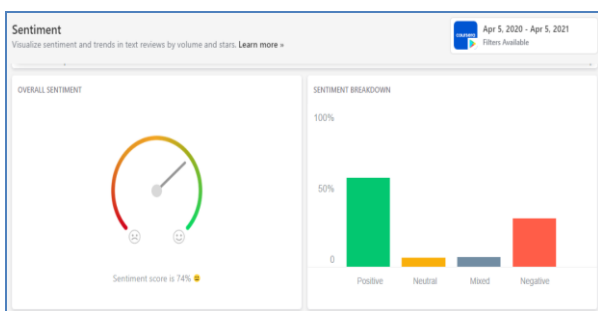 Sentiment
Visualize sentiment and trends in text reviews by volume and stars. Learn more »
coursera
Apr 5, 2020 - Apr 5, 2021
Filters Available
OVERALL SENTIMENT
Sentiment score is 74%
SENTIMENT BREAKDOWN
100%
50%
0
Positive Neutral Mixed Negative